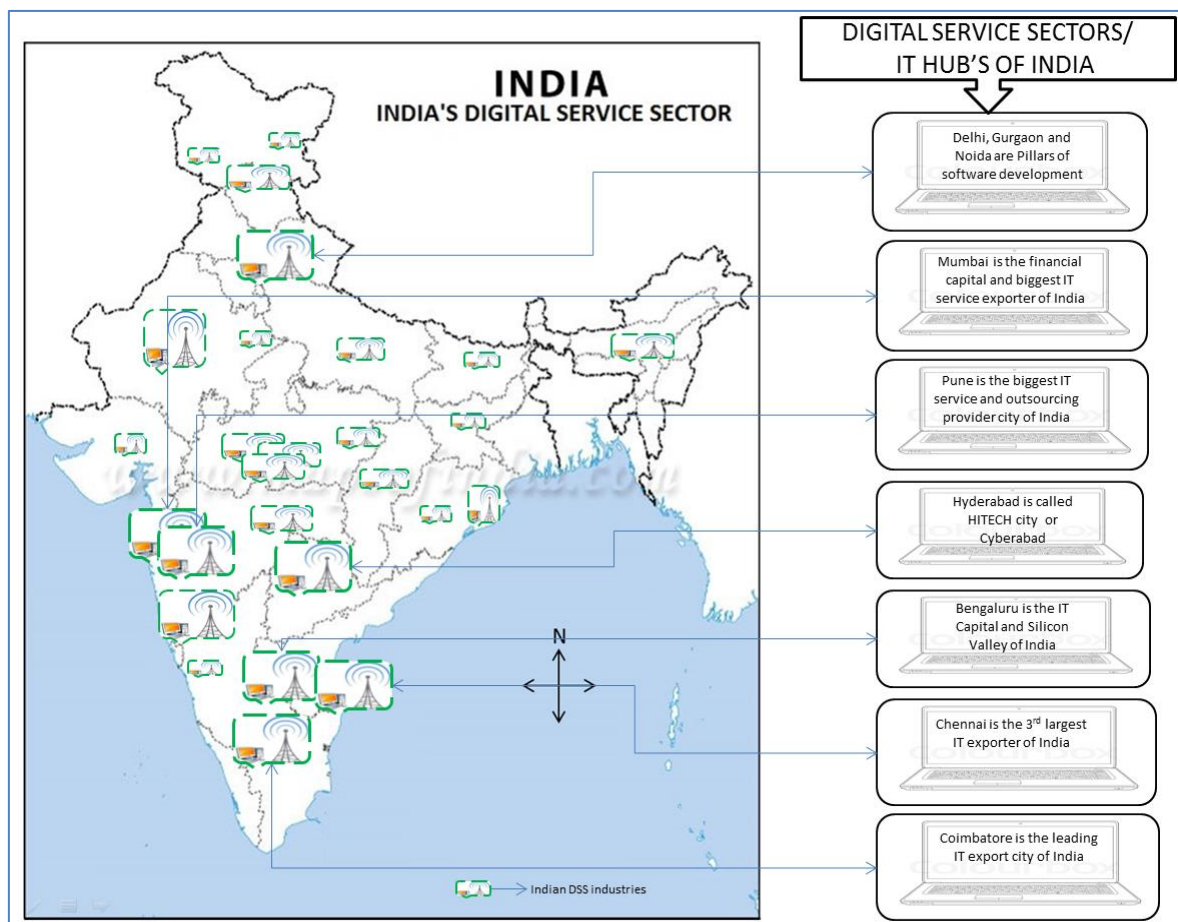 INDIA
INDIA'S DIGITAL SERVICE SECTOR
N
Indian DSS industries
DIGITAL SERVICE SECTORS/
IT HUB'S OF INDIA
Delhi, Gurgaon and
Noida are Pillars of
software development
Mumbai is the financial
capital and biggest IT
service exporter of India
Pune is the biggest IT
service and outsourcing
provider city of India
Hyderabad is called
HITECH city or
Cyberabad
Bengaluru is the IT
Capital and Silicon
Valley of India
Chennai is the 3rd largest
IT exporter of India
Coimbatore is the leading
IT export city of India